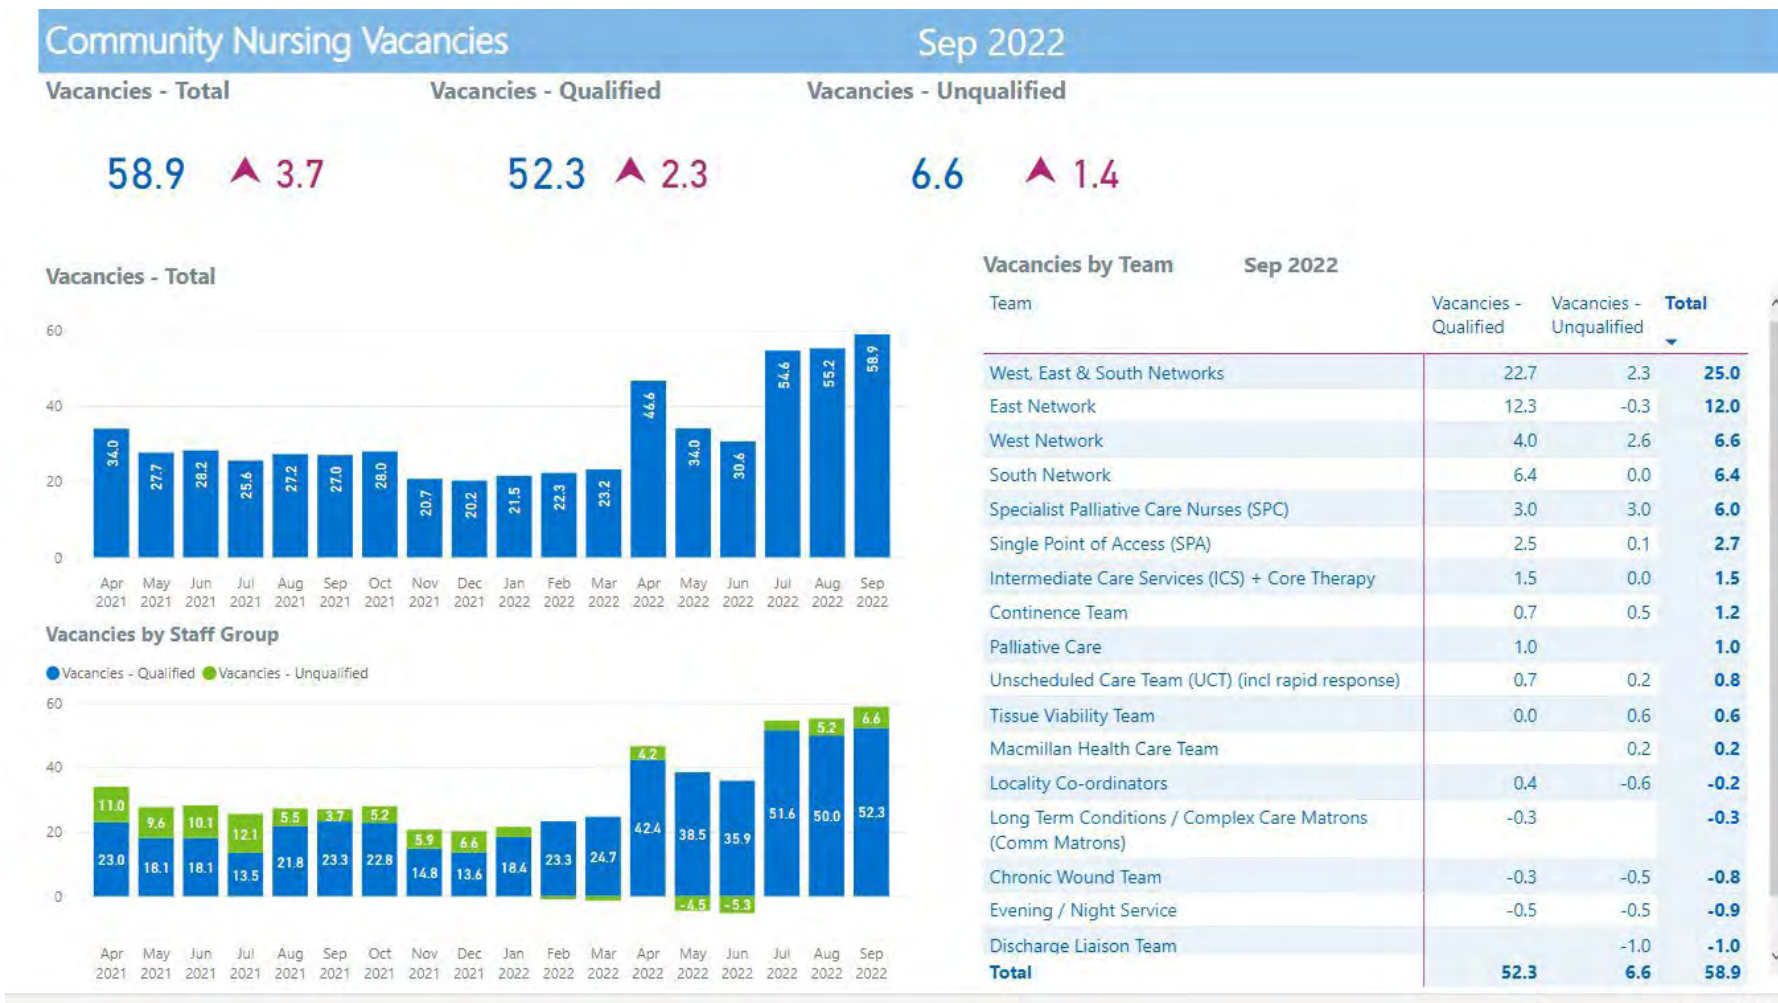 Community Nursing Vacancies Sep 2022
Vacancies - Total Vacancies - Qualified Vacancies - Unqualified
58.9 3.7 52.3 2.3 6.6 1.4
Vacancies - Total
60
40
20
0
34.0 27.7 28.2 25.6 27.2 27.0 28.0 20.7 20.2 21.5 22.3 23.2 46.6 34.0 30.6 54.6 55.2 58.9
Apr May Jun Jul Aug Sep Oct Nov Dec Jan Feb Mar Apr May Jun Jul Aug Sep
2021 2021 2021 2021 2021 2021 2021 2021 2021 2022 2022 2022 2022 2022 2022 2022 2022 2022
Vacancies by Staff Group
Vacancies - Qualified Vacancies - Unqualified
60
40
20
0
11.0 9.6 10.1 12.1 5.5 3.7 5.2 5.9 6.6 4.2 5.2 6.6
23.0 18.1 18.1 13.5 21.8 23.3 22.8 14.8 13.6 18.4 23.3 24.7 42.4 38.5 35.9 51.6 50.0 52.3
-4.5 -5.3
Apr May Jun Jul Aug Sep Oct Nov Dec Jan Feb Mar Apr May Jun Jul Aug Sep
2021 2021 2021 2021 2021 2021 2021 2021 2021 2022 2022 2022 2022 2022 2022 2022 2022 2022
Vacancies by Team Sep 2022
Team Vacancies - Vacancies - Total
Qualified Unqualified
West, East & South Networks 22.7 2.3 25.0
East Network 12.3 -0.3 12.0
West Network 4.0 2.6 6.6
South Network 6.4 0.0 6.4
Specialist Palliative Care Nurses (SPC) 3.0 3.0 6.0
Single Point of Access (SPA) 2.5 0.1 2.7
Intermediate Care Services (ICS) + Core Therapy 1.5 0.0 1.5
Continence Team 0.7 0.5 1.2
Palliative Care 1.0 1.0
Unscheduled Care Team (UCT) (incl rapid response) 0.7 0.2 0.8
Tissue Viability Team 0.0 0.6 0.6
Macmillan Health Care Team 0.2 0.2
Locality Co-ordinators 0.4 -0.6 -0.2
Long Term Conditions / Complex Care Matrons -0.3 -0.3
(Comm Matrons)
Chronic Wound Team -0.3 -0.5 -0.8
Evening / Night Service -0.5 -0.5 -0.9
Discharge Liaison Team -1.0 -1.0
Total 52.3 6.6 58.9